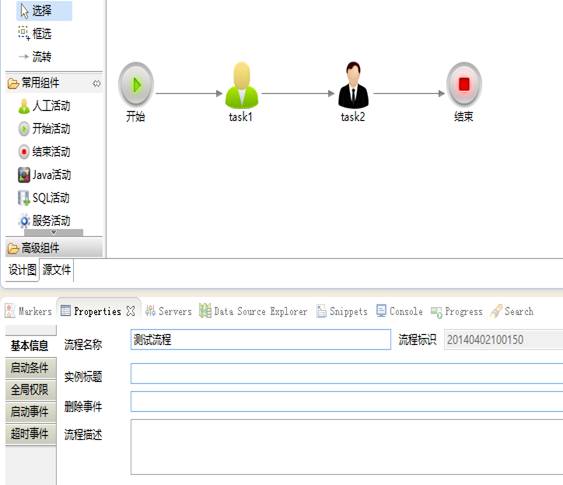 选择
框选
流转
常用组件
人工活动
开始活动
结束活动
Java活动
SQL活动
服务活动
高级组件
开始
task1
task2
结束
设计图 源文件
Markers Properties Servers Data Source Explorer Snippets Console Progress Search
基本信息
启动条件
全局权限
启动事件
超时事件
流程名称 测试流程 流程标识 20140402100150
实例标题
删除事件
流程描述